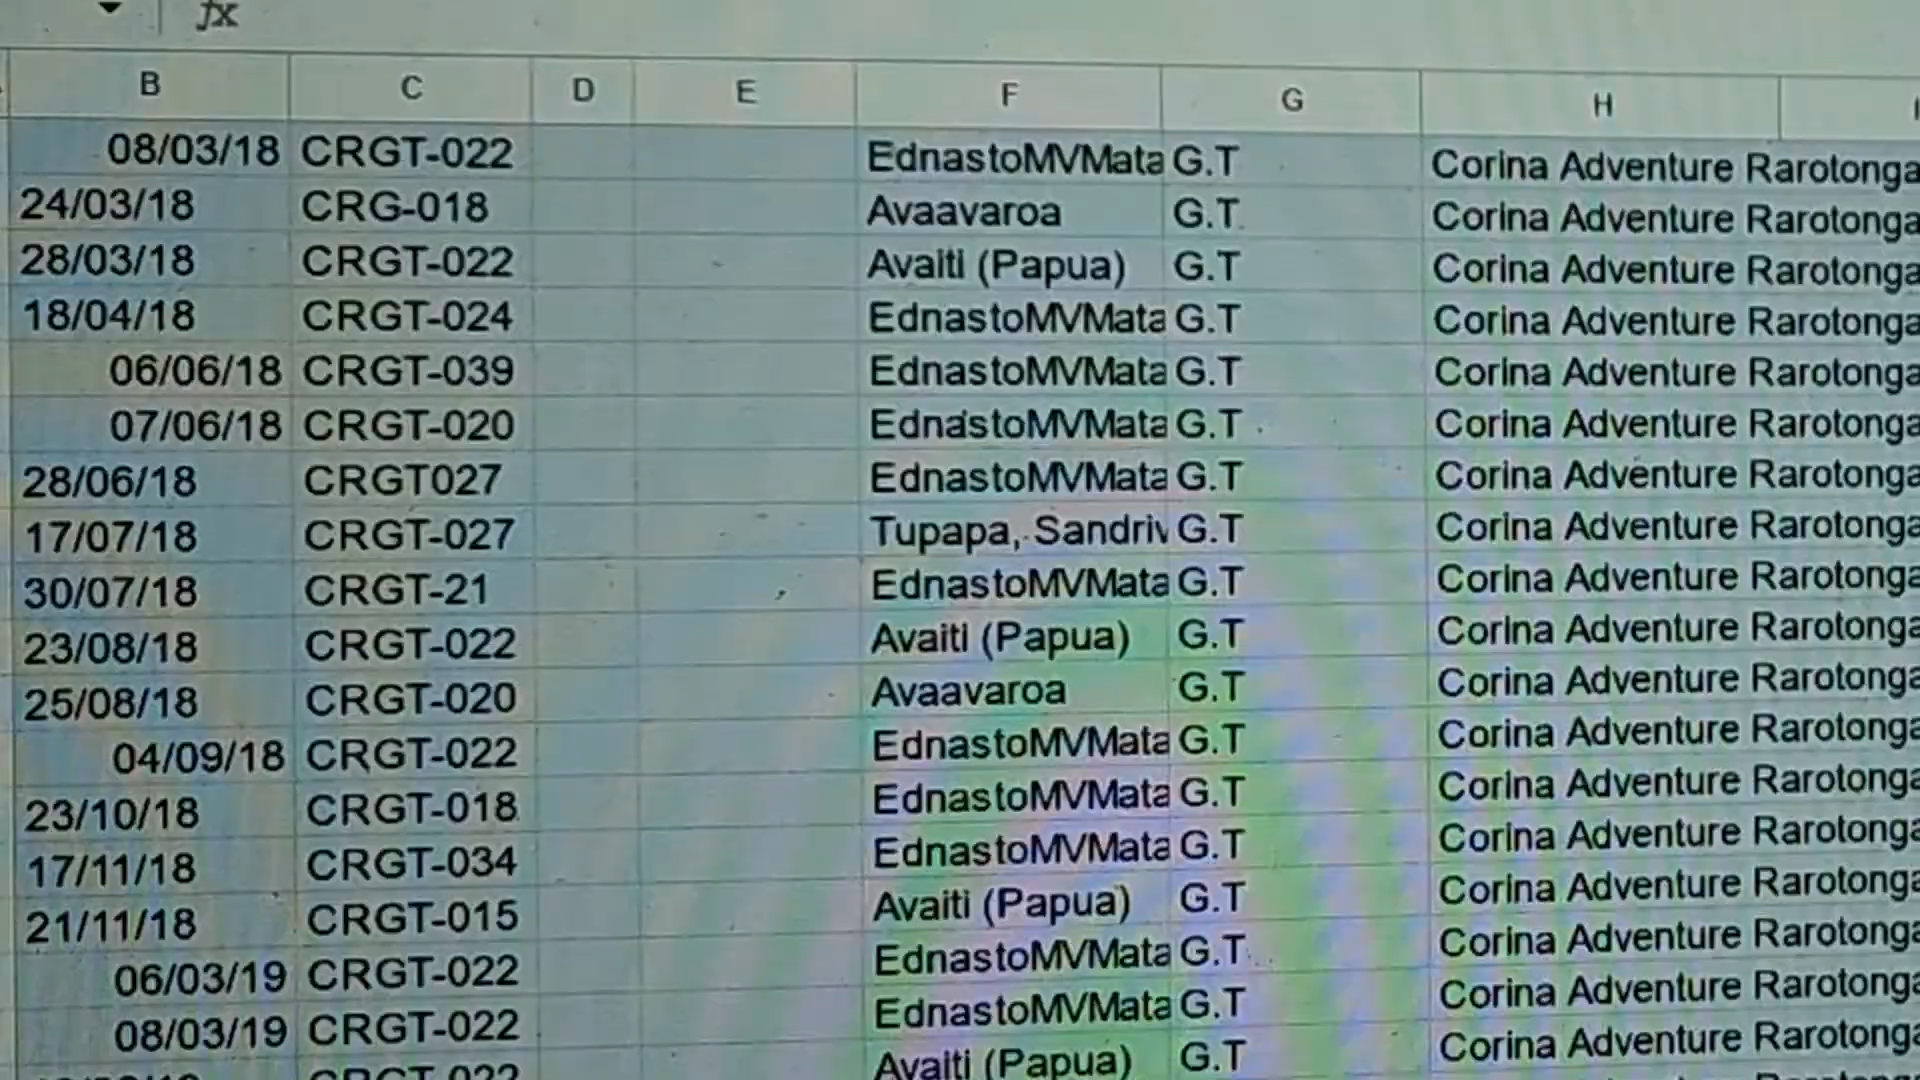 fx
B C D E F G H I
08/03/18 CRGT-022 EdnastoMVMata G.T Corina Adventure Rarotonga
24/03/18 CRG-018 Avaavaroa G.T Corina Adventure Rarotonga
28/03/18 CRGT-022 Avaiti (Papua) G.T Corina Adventure Rarotonga
18/04/18 CRGT-024 EdnastoMVMata G.T Corina Adventure Rarotonga
06/06/18 CRGT-039 EdnastoMVMata G.T Corina Adventure Rarotonga
07/06/18 CRGT-020 EdnastoMVMata G.T Corina Adventure Rarotonga
28/06/18 CRGT027 EdnastoMVMata G.T Corina Adventure Rarotonga
17/07/18 CRGT-027 Tupapa, Sandriv G.T Corina Adventure Rarotonga
30/07/18 CRGT-21 EdnastoMVMata G.T Corina Adventure Rarotonga
23/08/18 CRGT-022 Avaiti (Papua) G.T Corina Adventure Rarotonga
25/08/18 CRGT-020 Avaavaroa G.T Corina Adventure Rarotonga
04/09/18 CRGT-022 EdnastoMVMata G.T Corina Adventure Rarotonga
23/10/18 CRGT-018 EdnastoMVMata G.T Corina Adventure Rarotonga
17/11/18 CRGT-034 EdnastoMVMata G.T Corina Adventure Rarotonga
21/11/18 CRGT-015 Avaiti (Papua) G.T Corina Adventure Rarotonga
06/03/19 CRGT-022 EdnastoMVMata G.T Corina Adventure Rarotonga
08/03/19 CRGT-022 EdnastoMVMata G.T Corina Adventure Rarotonga
CRGT-022 Avaiti (Papua) G.T Corina Adventure Rarotonga